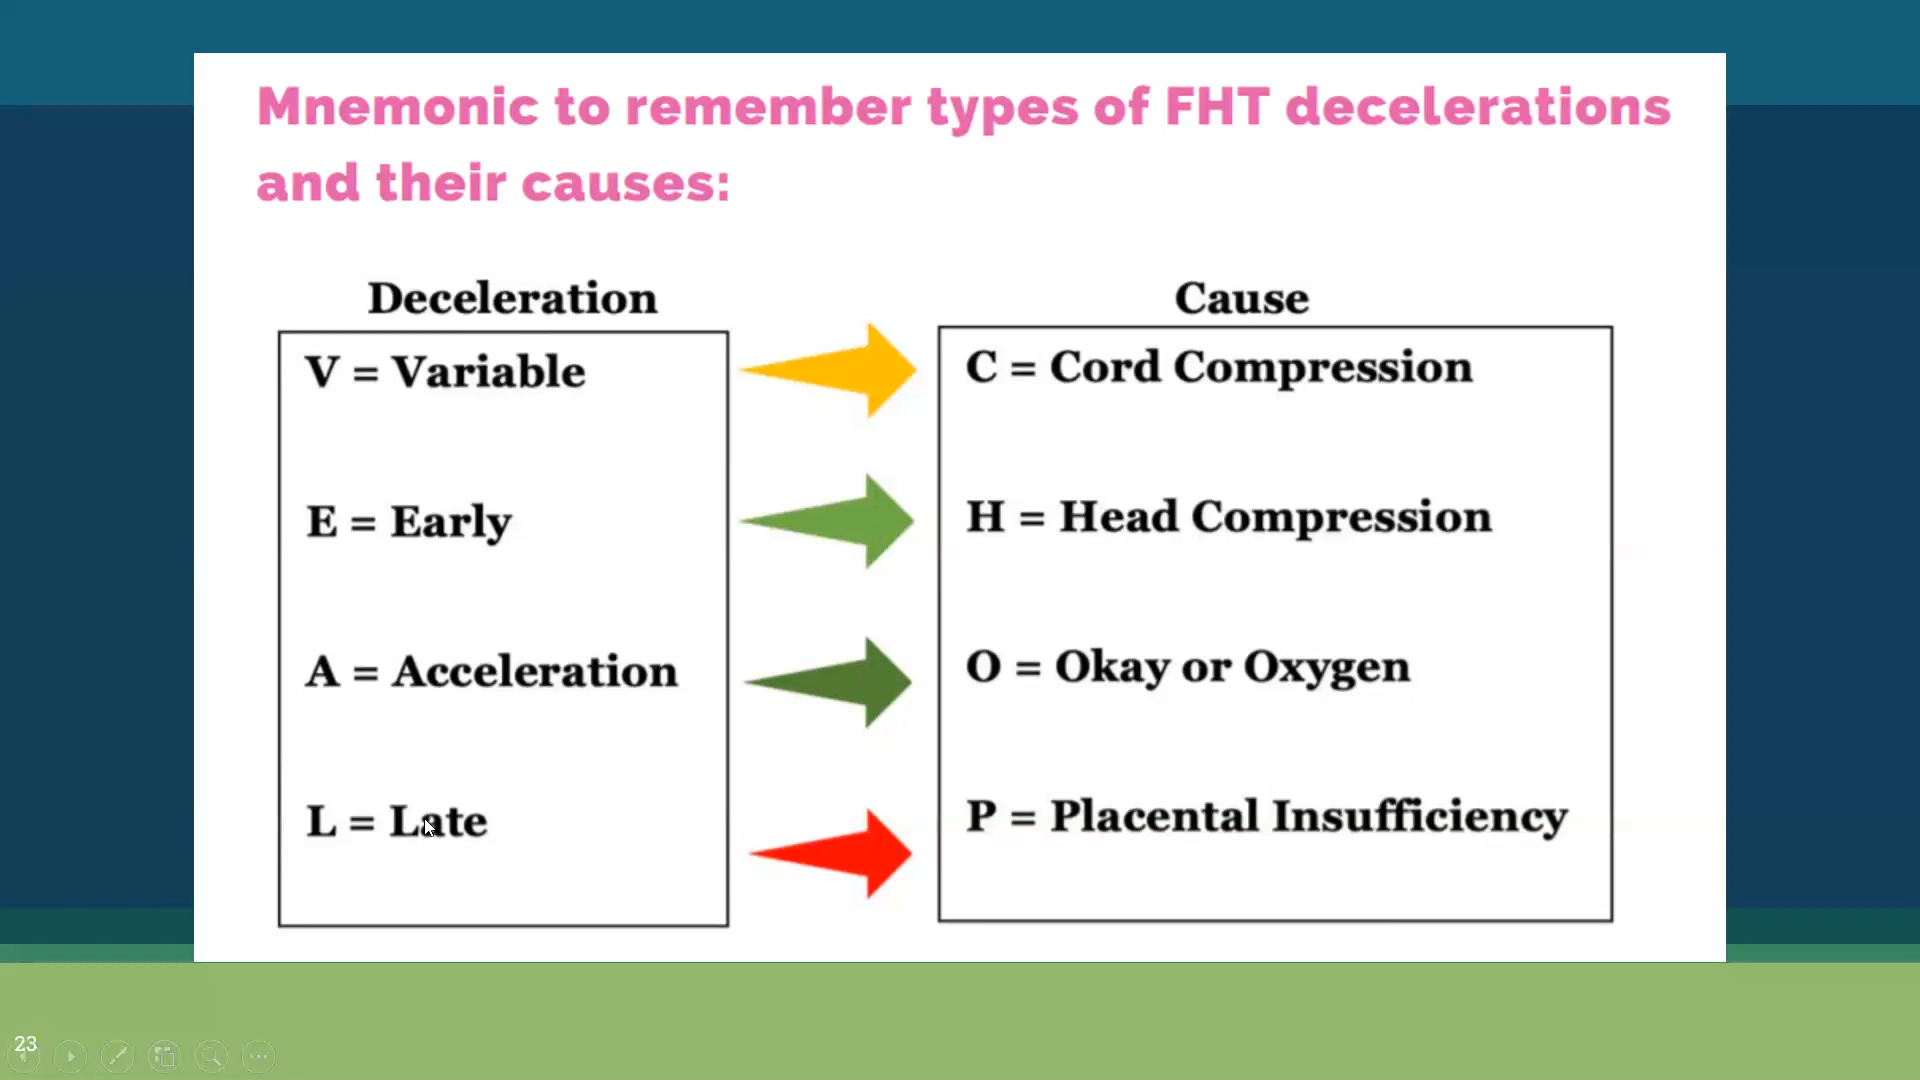 Mnemonic to remember types of FHT decelerations
and their causes:
Deceleration
V = Variable
E = Early
A = Acceleration
L = Late
Cause
C = Cord Compression
H = Head Compression
O = Okay or Oxygen
P = Placental Insufficiency
23